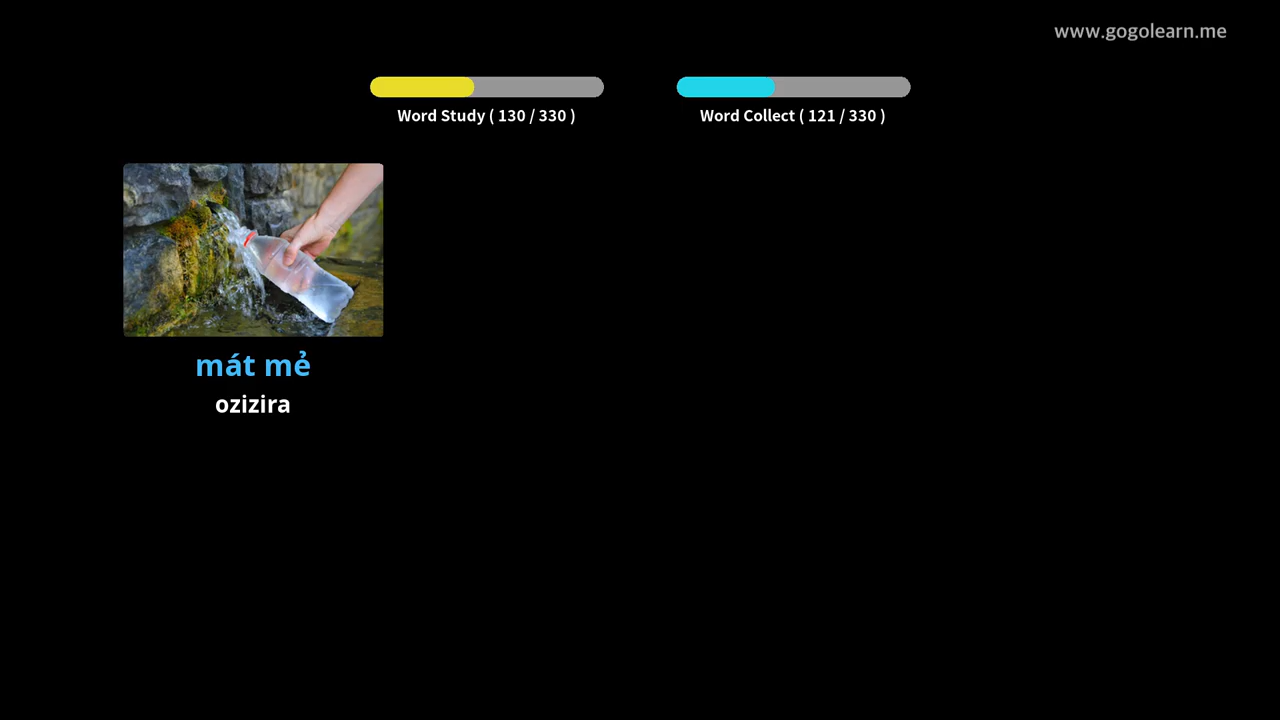 www.gogolearn.me
Word Study ( 130 / 330 )
Word Collect ( 121 / 330 )
mát mẻ
ozizira